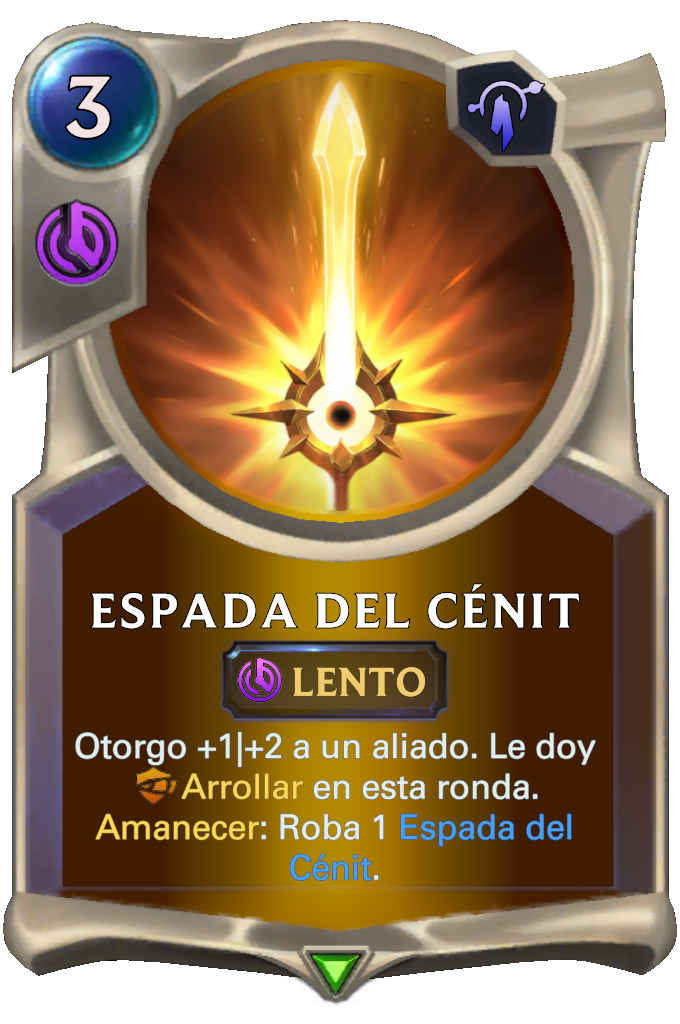 3
ESPADA DEL CÉNIT
LENTO
Otorgo +1|+2 a un aliado. Le doy
Arrollar en esta ronda.
Amanecer: Roba 1 Espada del
Cénit.